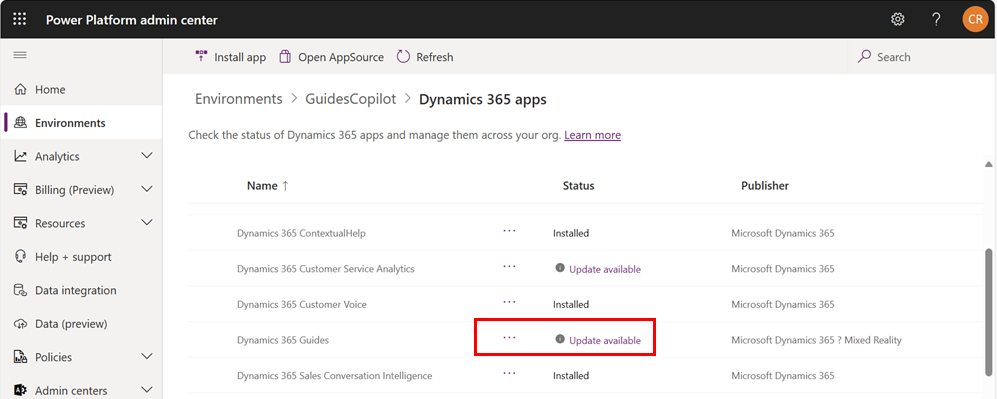 Power Platform admin center
?
CR
Install app Open AppSource Refresh Search
Home
Environments
Analytics
Billing (Preview)
Resources
Help + support
Data integration
Data (preview)
Policies
Admin centers
Environments > GuidesCopilot > Dynamics 365 apps
Check the status of Dynamics 365 apps and manage them across your org. Learn more
Name ↑ Status Publisher
Dynamics 365 ContextualHelp ... Installed Microsoft Dynamics 365
Dynamics 365 Customer Service Analytics ... Update available Microsoft Dynamics 365
Dynamics 365 Customer Voice ... Installed Microsoft Dynamics 365
Dynamics 365 Guides ... Update available Microsoft Dynamics 365 ? Mixed Reality
Dynamics 365 Sales Conversation Intelligence ... Installed Microsoft Dynamics 365